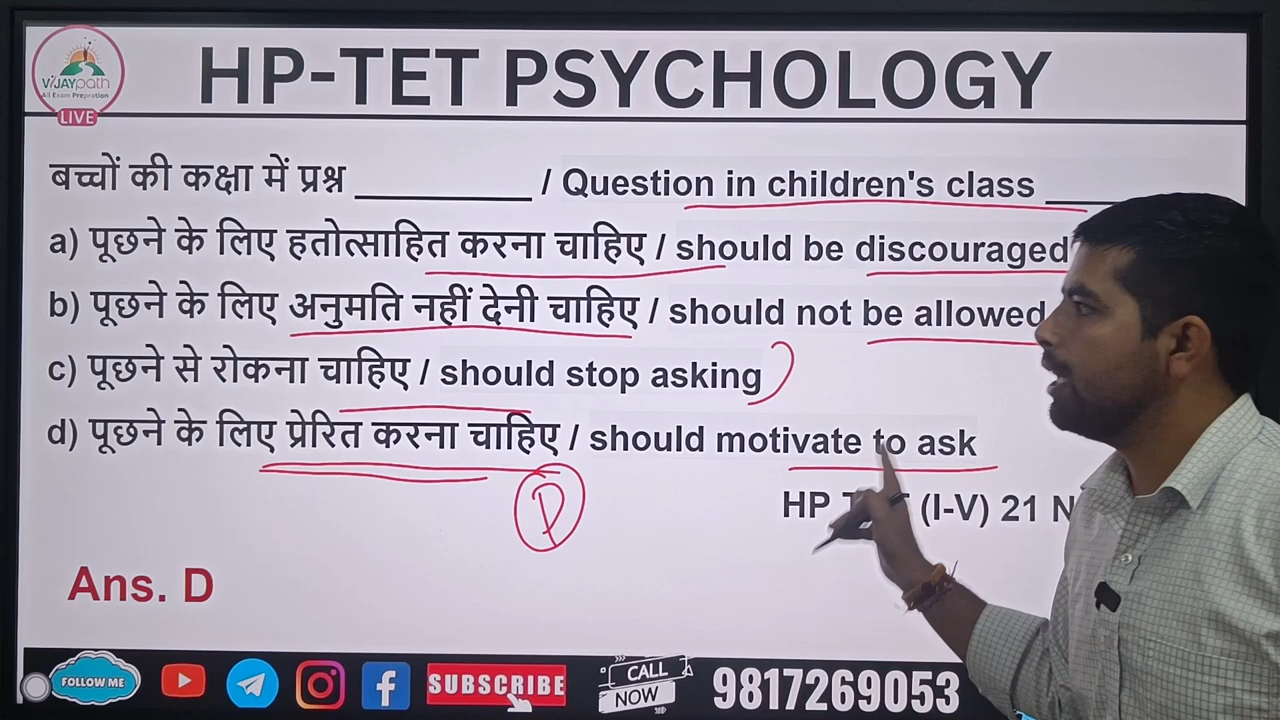 VIJAYpath
All Exam Prepration
LIVE
HP-TET PSYCHOLOGY
बच्चों की कक्षा में प्रश्न __________ / Question in children's class ______
a) पूछने के लिए हतोत्साहित करना चाहिए / should be discouraged
b) पूछने के लिए अनुमति नहीं देनी चाहिए / should not be allowed
c) पूछने से रोकना चाहिए / should stop asking
d) पूछने के लिए प्रेरित करना चाहिए / should motivate to ask
D
HP (I-V) 21
Ans. D
FOLLOW ME
SUBSCRIBE
CALL
NOW
9817269053